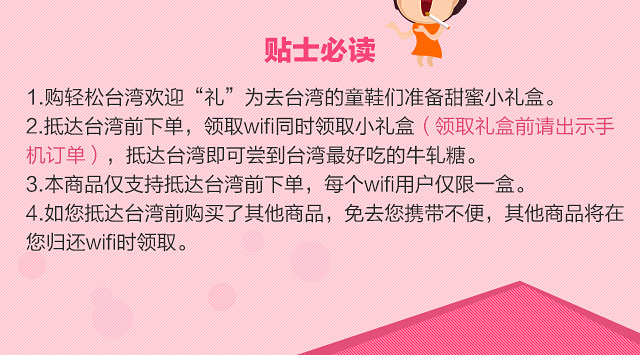 贴士必读
1.购轻松台湾欢迎“礼”为去台湾的童鞋们准备甜蜜小礼盒。
2.抵达台湾前下单，领取wifi同时领取小礼盒（领取礼盒前请出示手
机订单），抵达台湾即可尝到台湾最好吃的牛轧糖。
3.本商品仅支持抵达台湾前下单，每个wifi用户仅限一盒。
4.如您抵达台湾前购买了其他商品，免去您携带不便，其他商品将在
您归还wifi时领取。